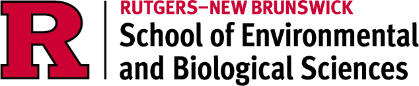 R
RUTGERS–NEW BRUNSWICK
School of Environmental
and Biological Sciences